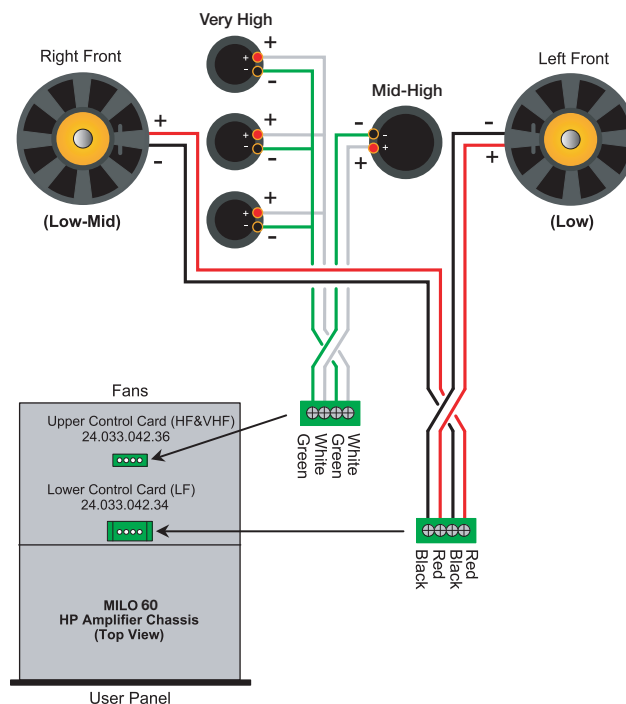 Very High
Right Front
Left Front
Mid-High
+
-
+
-
+
-
+
-
+
-
+
-
+
-
-
+
-
+
+
-
-
+
+
-
+
-
(Low-Mid)
(Low)
Fans
Upper Control Card (HF&VHF)
24.033.042.36
Green
White
Green
White
Lower Control Card (LF)
24.033.042.34
Black
Red
Black
Red
MILO 60
HP Amplifier Chassis
(Top View)
User Panel